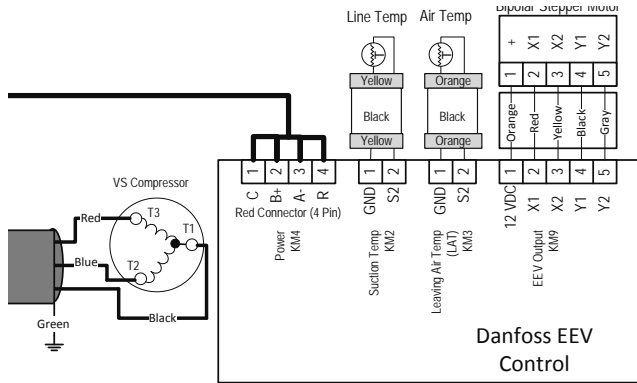 Bipolar Stepper Motor
Line Temp
Air Temp
+
X1
X2
Y1
Y2
1
2
3
4
5
Yellow
Orange
Black
Black
Orange
Red
Yellow
Black
Gray
Yellow
Orange
1
2
3
4
1
2
1
2
1
2
3
4
5
C
B+
A-
R
GND
S2
GND
S2
12 VDC
X1
X2
Y1
Y2
Red Connector (4 Pin)
Power
KM4
Suction Temp
KM2
Leaving Air Temp
(LAT)
KM3
EEV Output
KM9
VS Compressor
Red
T3
T1
Blue
T2
Black
Green
Danfoss EEV
Control